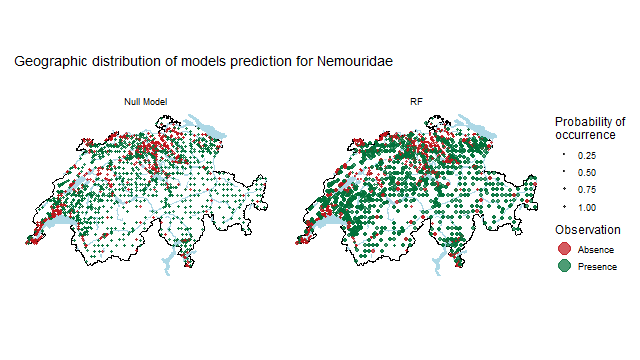 Geographic distribution of models prediction for Nemouridae
Null Model
RF
Probability of
occurrence
0.25
0.50
0.75
1.00
Observation
Absence
Presence